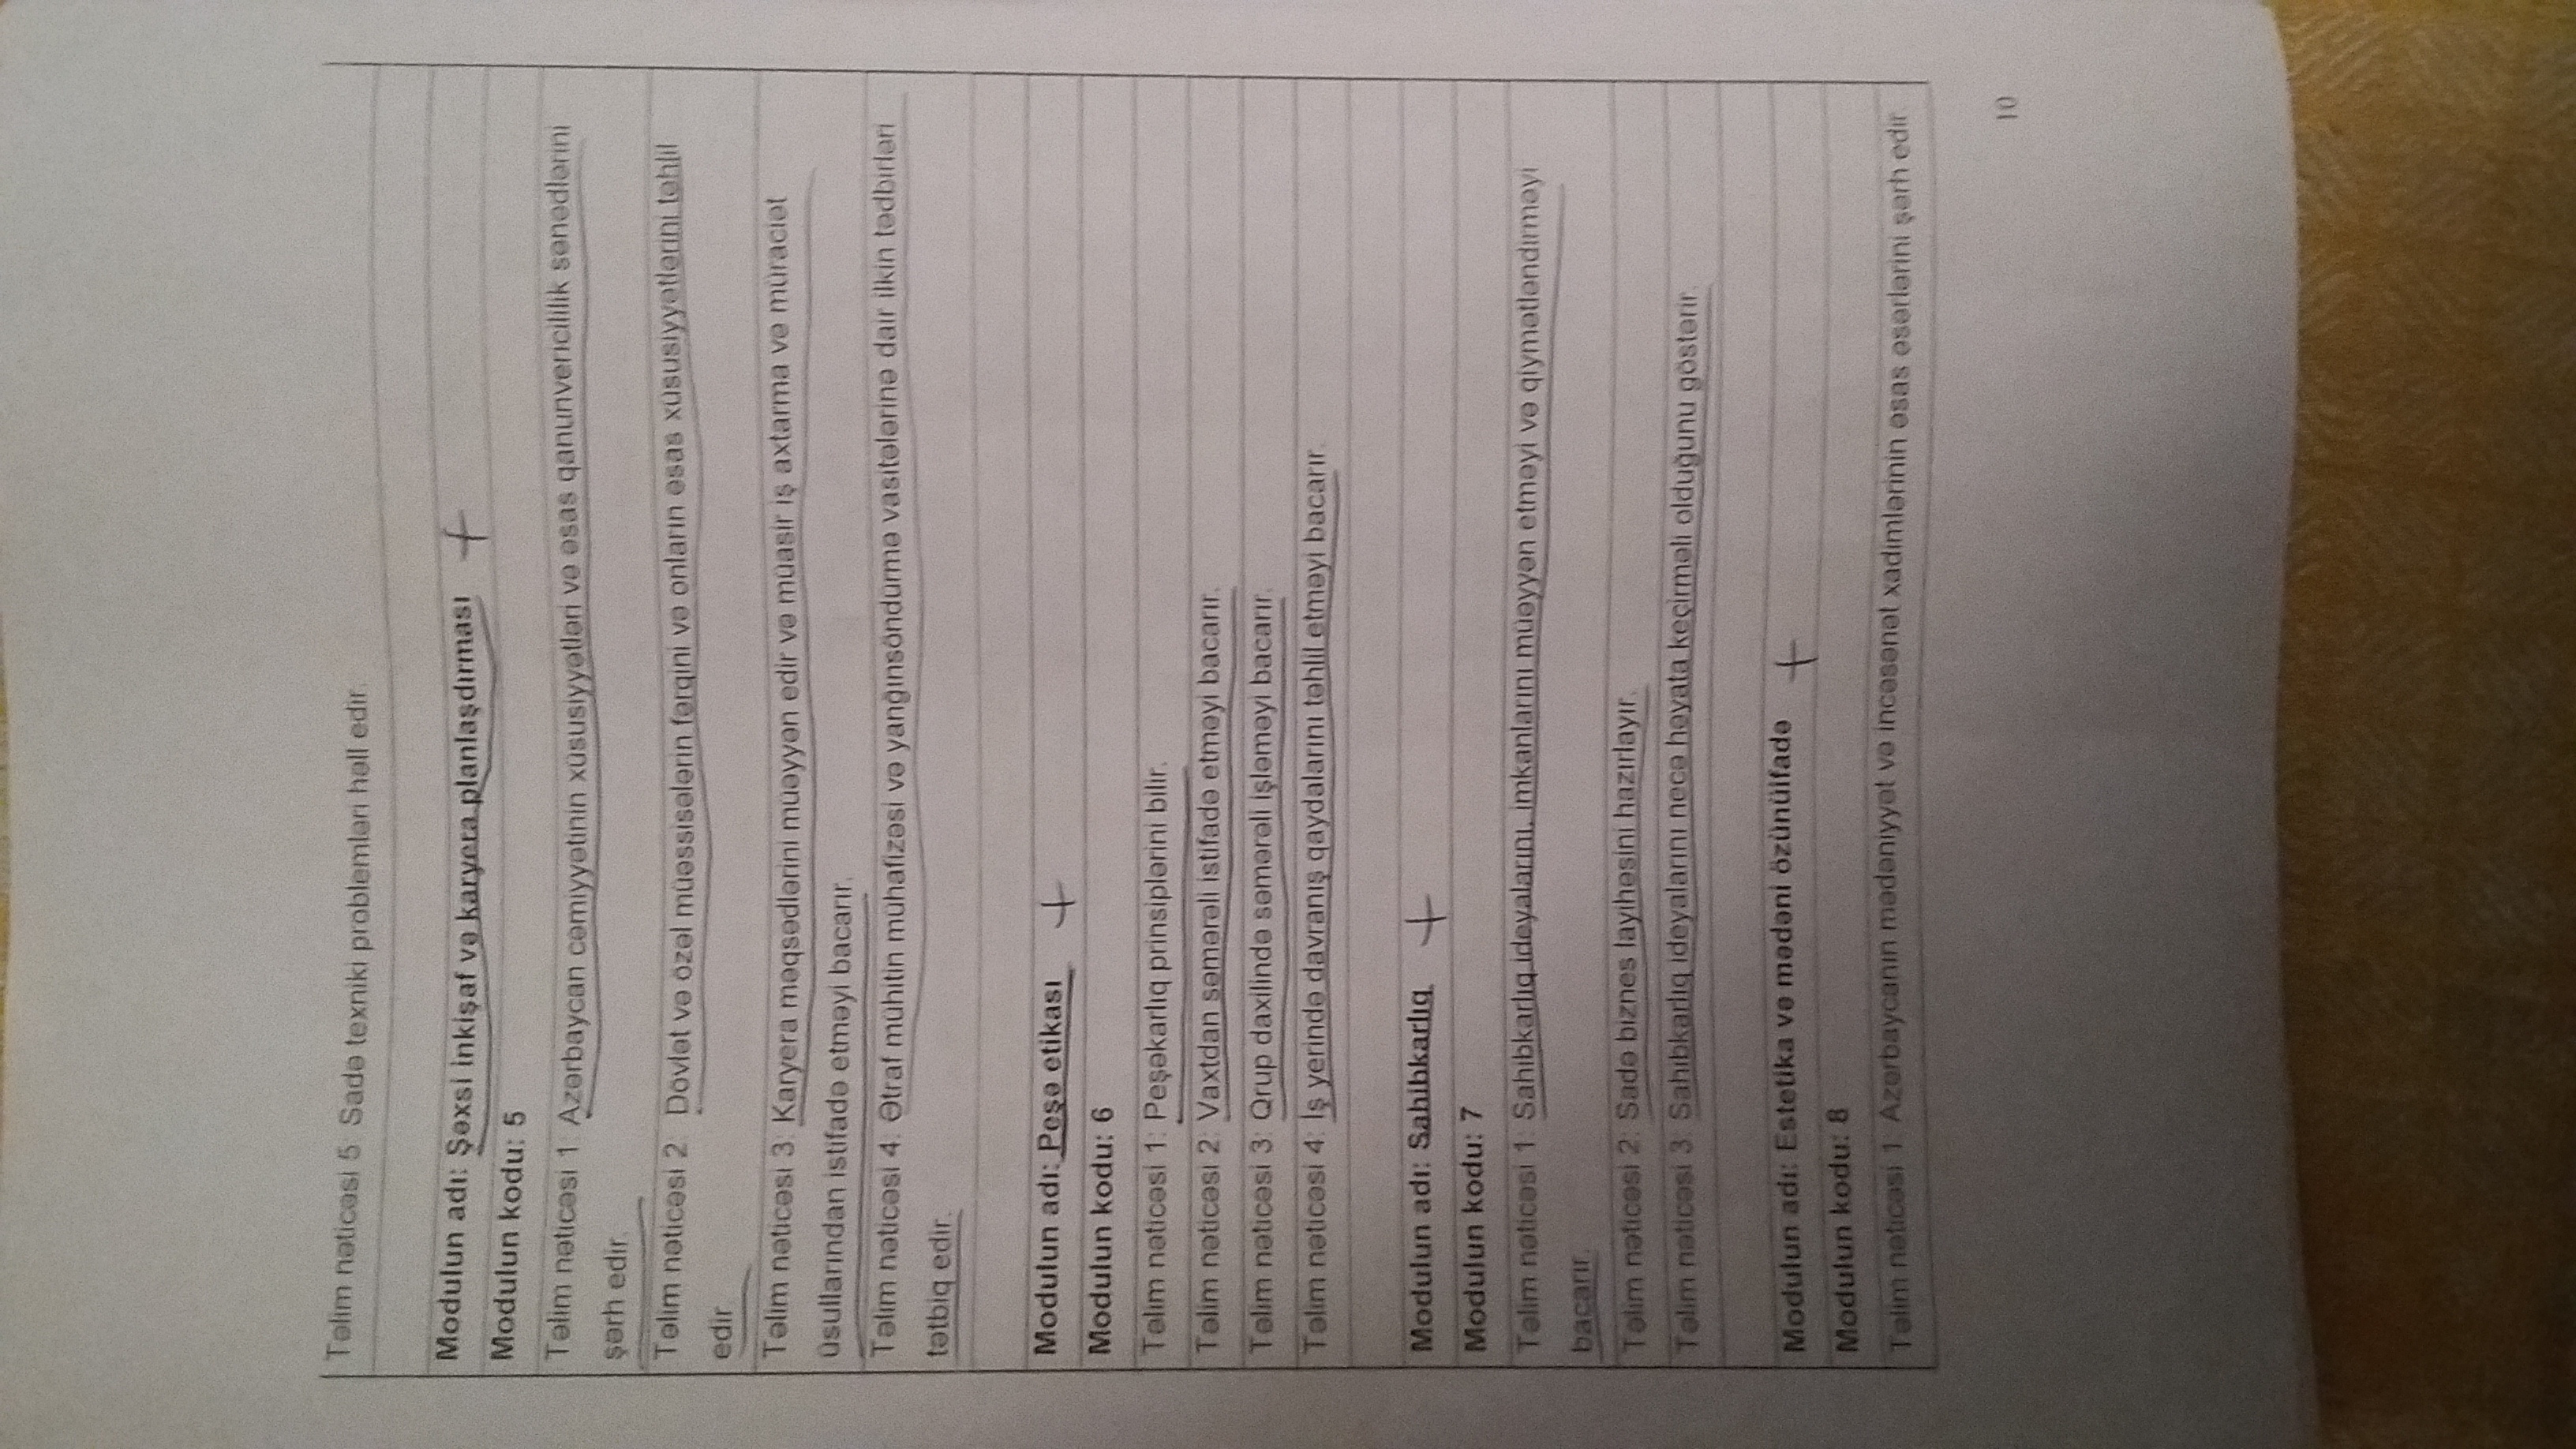 Təlim nəticəsi 5: Sadə texniki problemləri həll edir.
Modulun adı: Şəxsi inkişaf və karyera planlaşdırması +
Modulun kodu: 5
Təlim nəticəsi 1: Azərbaycan cəmiyyətinin xüsusiyyətləri və əsas qanunvericililik sənədlərini
şərh edir.
Təlim nəticəsi 2: Dövlət və özəl müəssisələrin fərqini və onların əsas xüsusiyyətlərini təhlil
edir.
Təlim nəticəsi 3: Karyera məqsədlərini müəyyən edir və müasir iş axtarma və müraciət
üsullarından istifadə etməyi bacarır.
Təlim nəticəsi 4: Ətraf mühitin mühafizəsi və yanğınsöndürmə vasitələrinə dair ilkin tədbirləri
tətbiq edir.
Modulun adı: Peşə etikası +
Modulun kodu: 6
Təlim nəticəsi 1: Peşəkarlıq prinsiplərini bilir.
Təlim nəticəsi 2: Vaxtdan səmərəli istifadə etməyi bacarır.
Təlim nəticəsi 3: Qrup daxilində səmərəli işləməyi bacarır.
Təlim nəticəsi 4: İş yerində davranış qaydalarını təhlil etməyi bacarır.
Modulun adı: Sahibkarlıq +
Modulun kodu: 7
Təlim nəticəsi 1: Sahibkarlıq ideyalarını, imkanlarını müəyyən etməyi və qiymətləndirməyi
bacarır.
Təlim nəticəsi 2: Sadə biznes layihəsini hazırlayır.
Təlim nəticəsi 3: Sahibkarlıq ideyalarını necə həyata keçirməli olduğunu göstərir.
Modulun adı: Estetika və mədəni özünüifadə +
Modulun kodu: 8
Təlim nəticəsi 1: Azərbaycanın mədəniyyət və incəsənət xadimlərinin əsas əsərlərini şərh edir
10